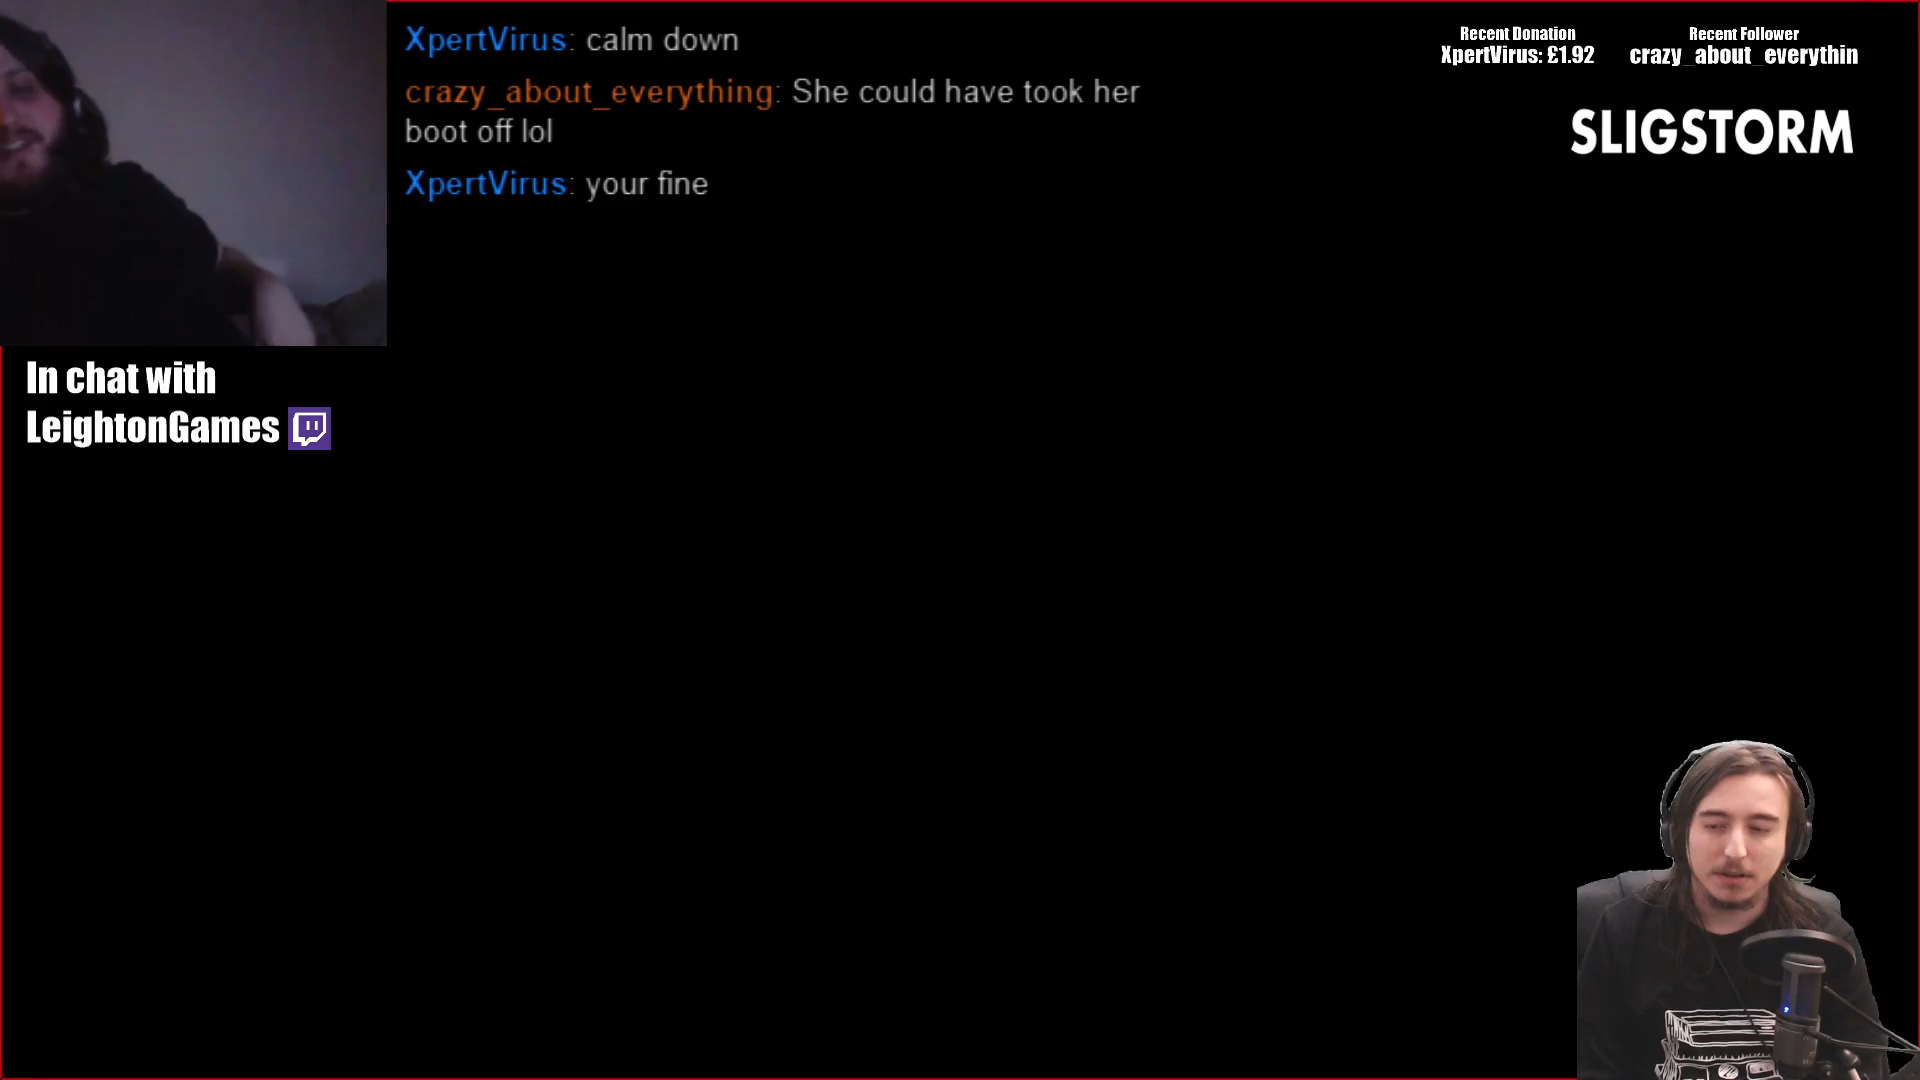 XpertVirus: calm down
crazy_about_everything: She could have took her
boot off lol
XpertVirus: your fine
Recent Donation
XpertVirus: £1.92
Recent Follower
crazy_about_everythin
SLIGSTORM
In chat with
LeightonGames